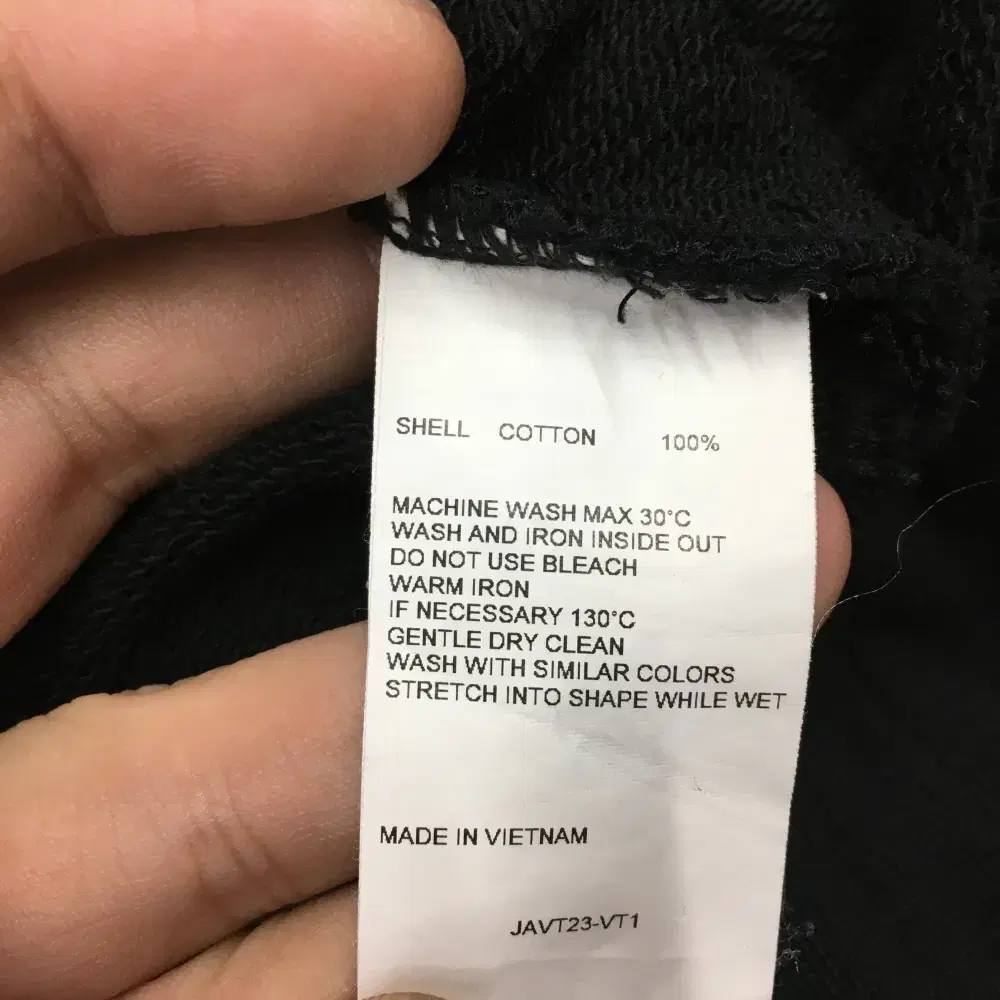 SHELL COTTON 100%
MACHINE WASH MAX 30°C
WASH AND IRON INSIDE OUT
DO NOT USE BLEACH
WARM IRON
IF NECESSARY 130°C
GENTLE DRY CLEAN
WASH WITH SIMILAR COLORS
STRETCH INTO SHAPE WHILE WET
MADE IN VIETNAM
JAVT23-VT1